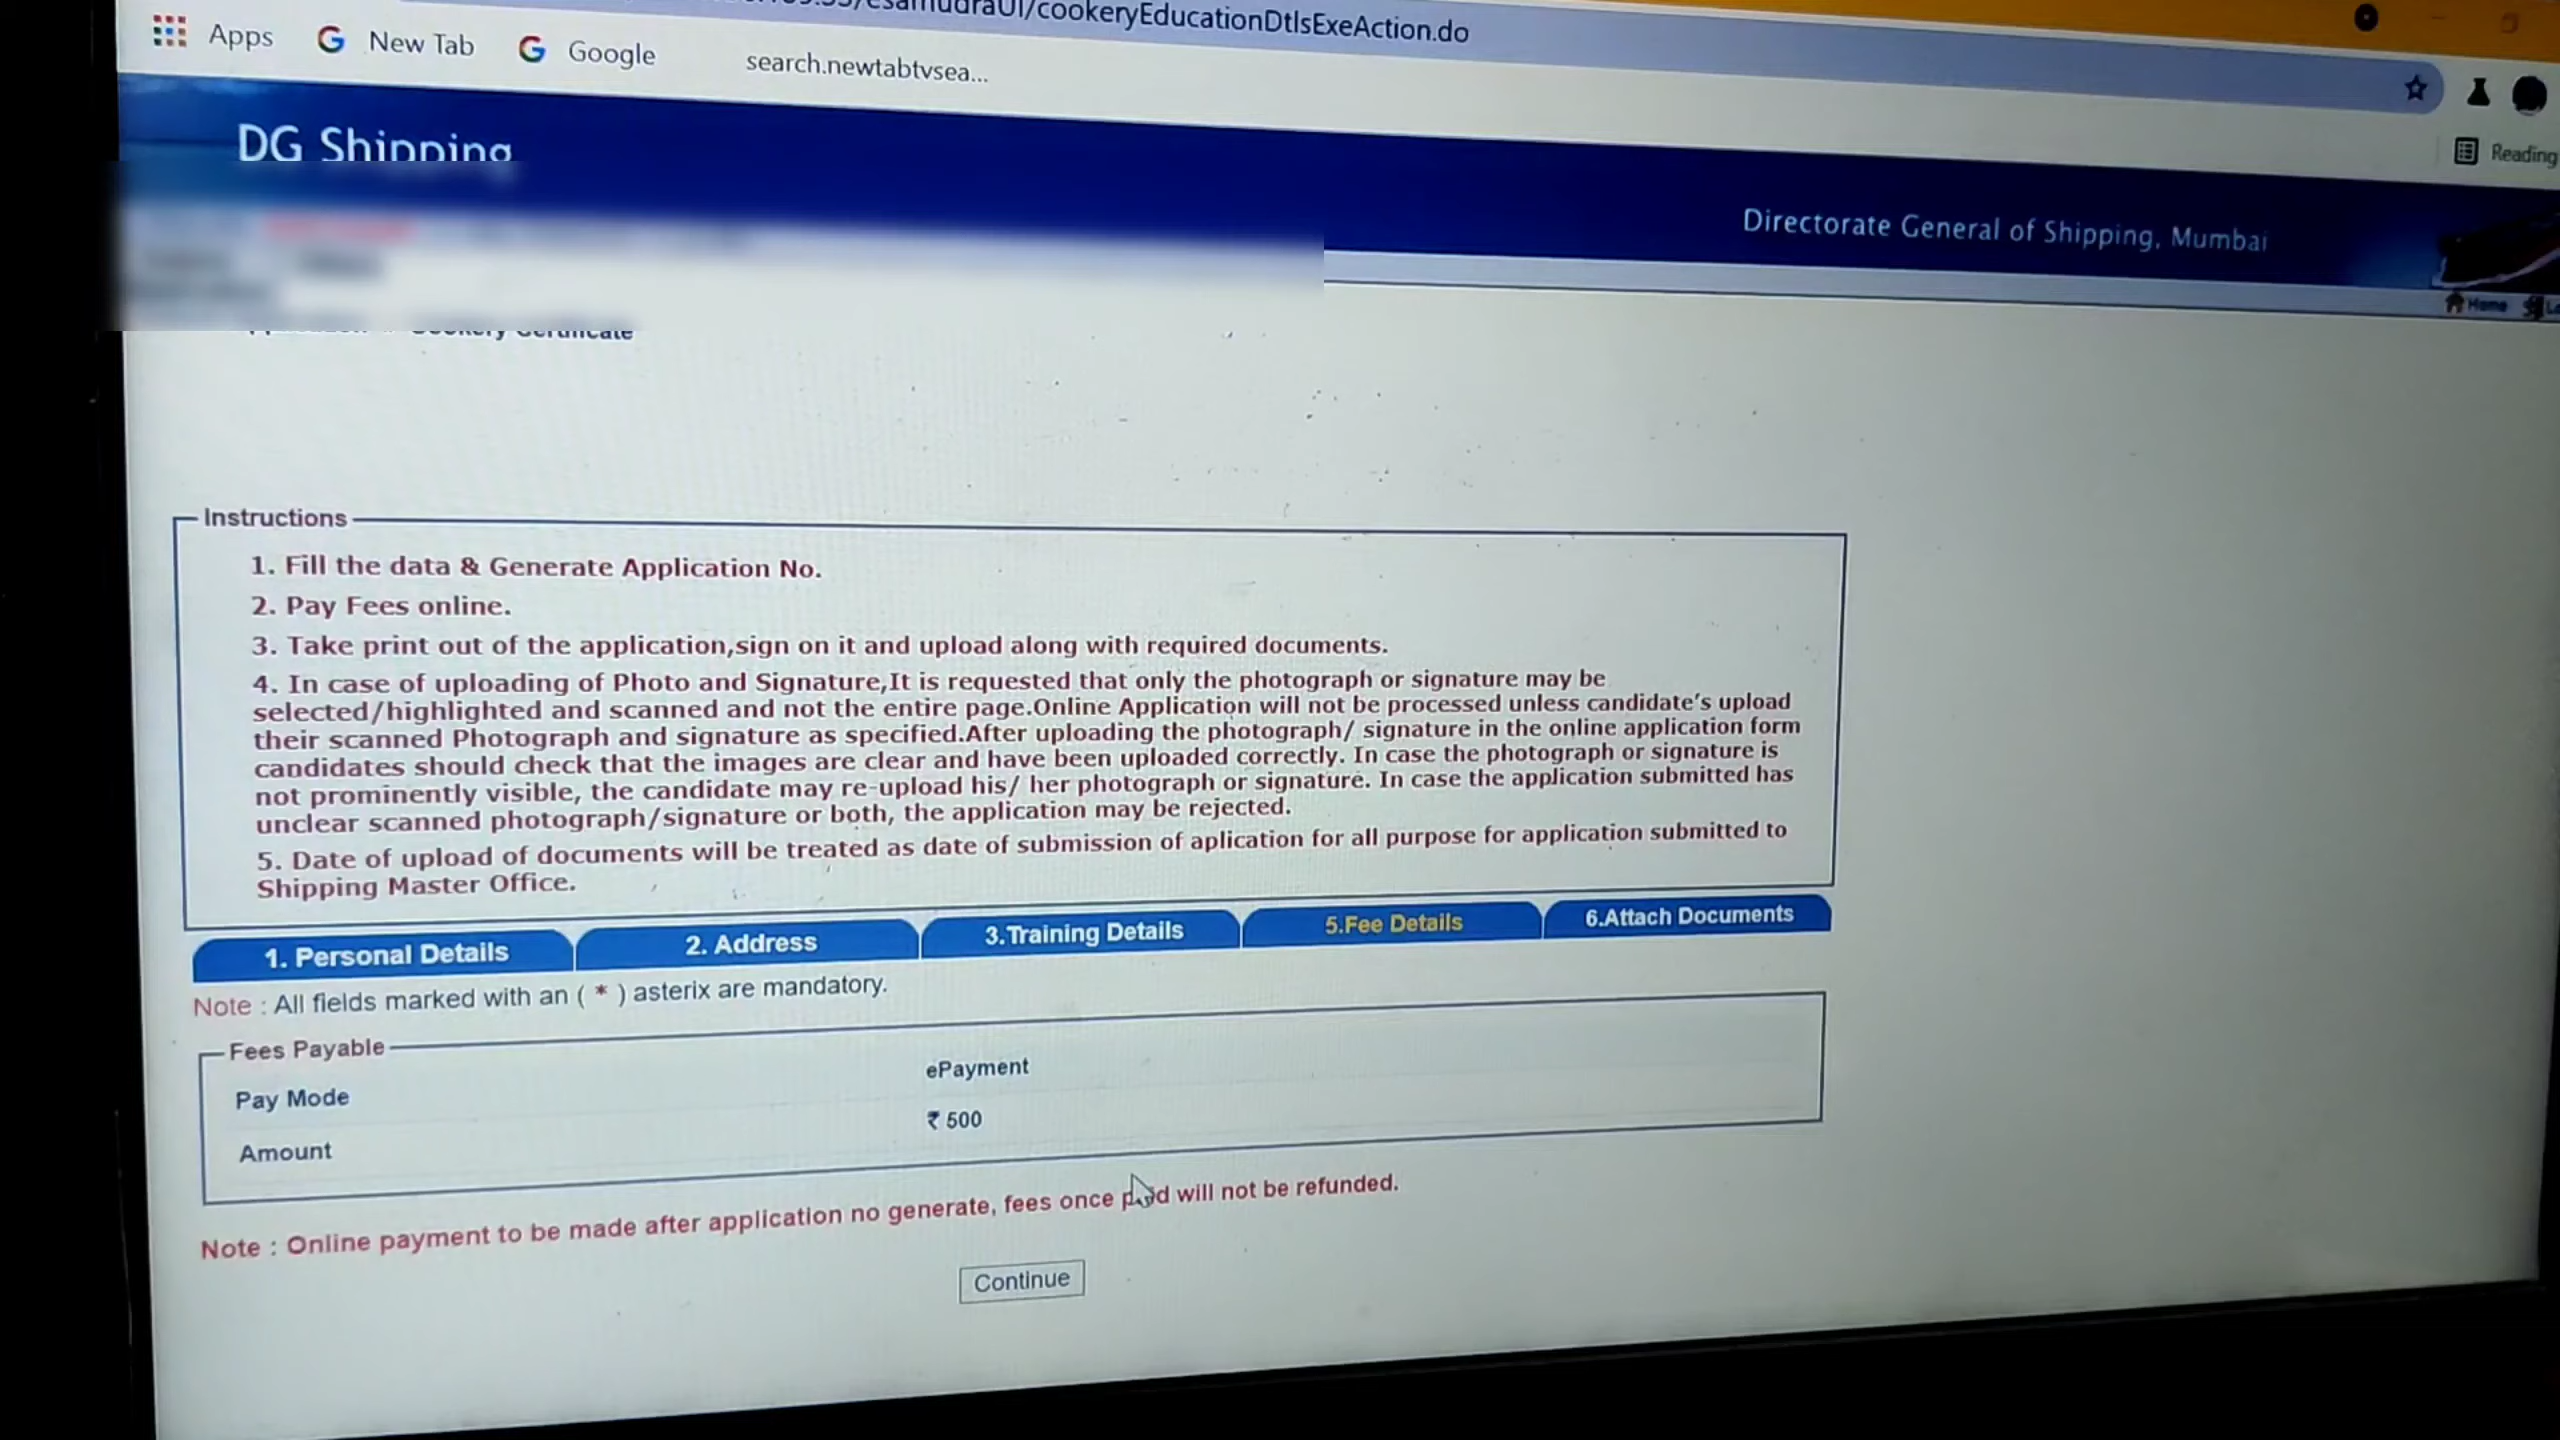 /cookeryEducationDtlsExeAction.do
Apps New Tab Google search.newtabtvsea...
Reading
DG Shipping
Directorate General of Shipping, Mumbai
Home
Cookery Certificate
Instructions
1. Fill the data & Generate Application No.
2. Pay Fees online.
3. Take print out of the application,sign on it and upload along with required documents.
4. In case of uploading of Photo and Signature,It is requested that only the photograph or signature may be
selected/highlighted and scanned and not the entire page.Online Application will not be processed unless candidate's upload
their scanned Photograph and signature as specified.After uploading the photograph/ signature in the online application form
candidates should check that the images are clear and have been uploaded correctly. In case the photograph or signature is
not prominently visible, the candidate may re-upload his/ her photograph or signature. In case the application submitted has
unclear scanned photograph/signature or both, the application may be rejected.
5. Date of upload of documents will be treated as date of submission of aplication for all purpose for application submitted to
Shipping Master Office.
1. Personal Details 2. Address 3.Training Details 5.Fee Details 6.Attach Documents
Note : All fields marked with an ( * ) asterix are mandatory.
Fees Payable
Pay Mode ePayment
Amount ₹ 500
Note : Online payment to be made after application no generate, fees once paid will not be refunded.
Continue